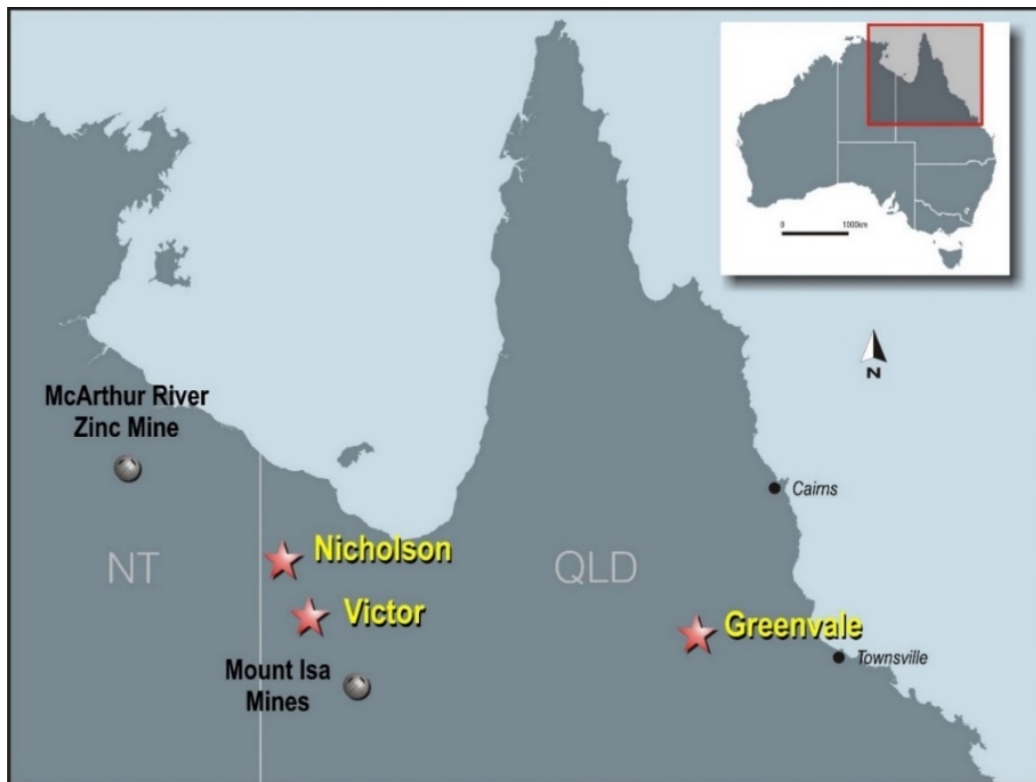 0 1000km
N
McArthur River
Zinc Mine
Cairns
NT
Nicholson
QLD
Victor
Greenvale
Townsville
Mount Isa
Mines